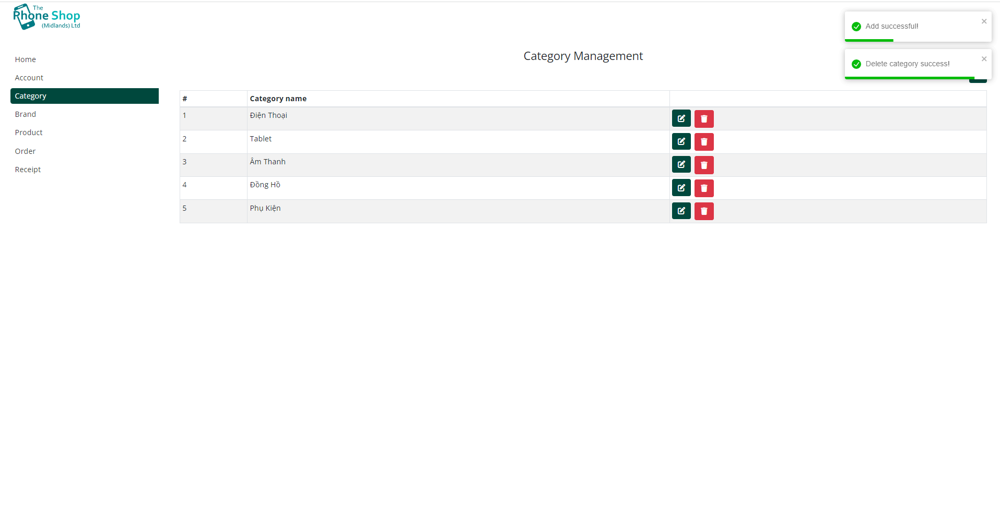 The
Phone Shop
(Midlands) Ltd
Add successful!
Delete category success!
Home
Account
Category
Brand
Product
Order
Receipt
Category Management
# Category name
1 Điện Thoại
2 Tablet
3 Âm Thanh
4 Đồng Hồ
5 Phụ Kiện